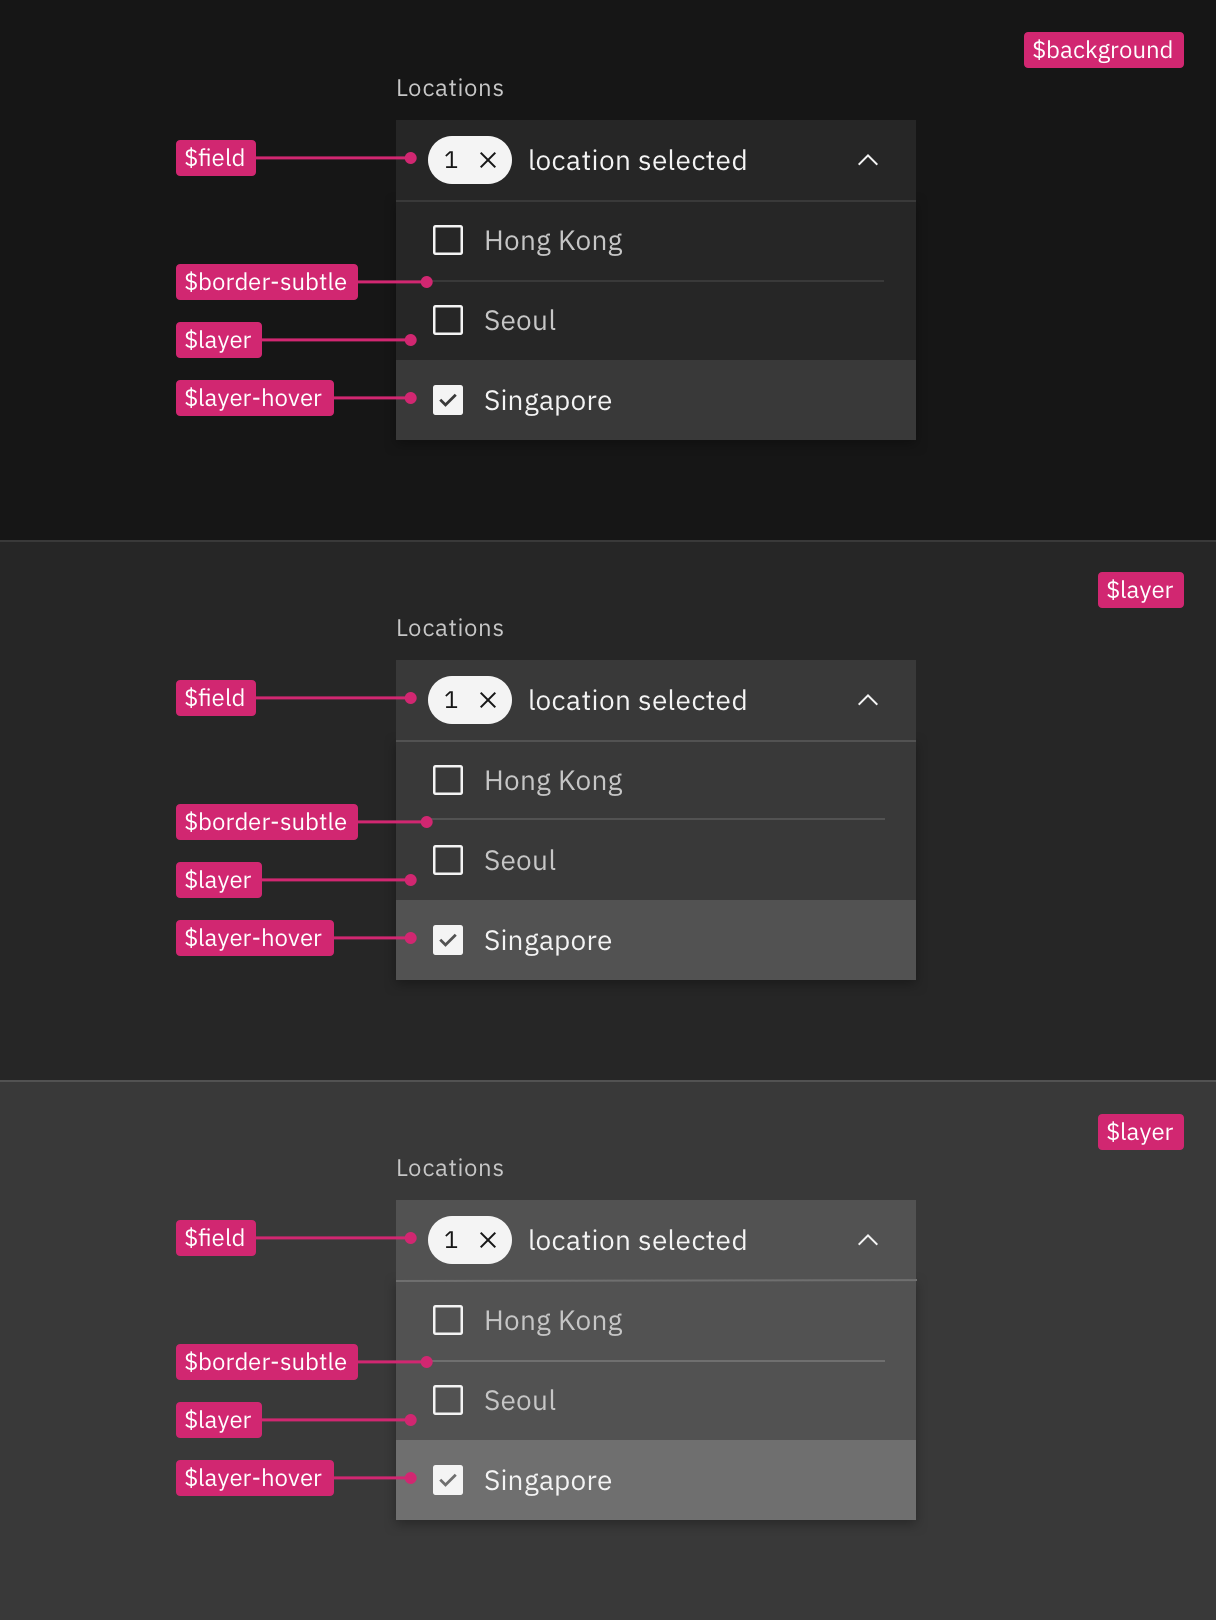 $background
Locations
$field
1 location selected
Hong Kong
$border-subtle
Seoul
$layer
$layer-hover
Singapore
$layer
Locations
$field
1 location selected
Hong Kong
$border-subtle
Seoul
$layer
$layer-hover
Singapore
$layer
Locations
$field
1 location selected
Hong Kong
$border-subtle
Seoul
$layer
$layer-hover
Singapore